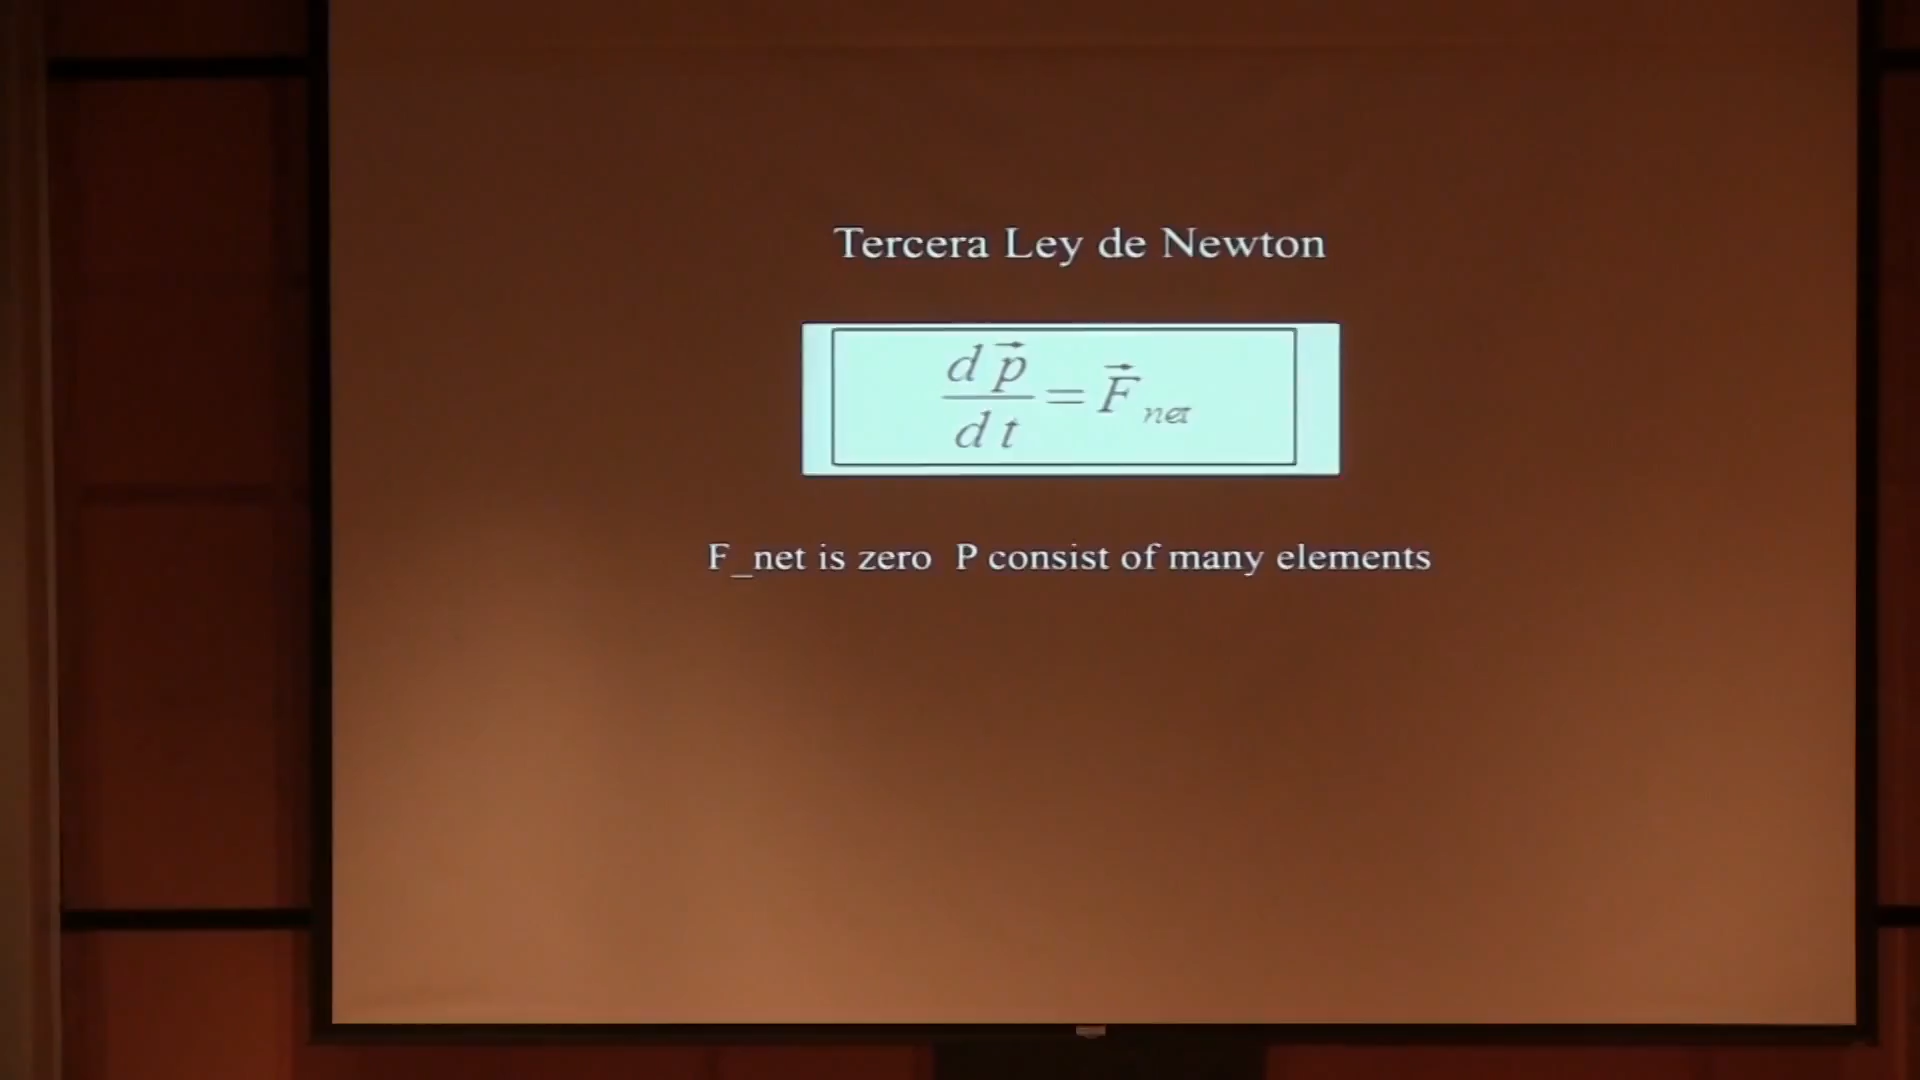 Tercera Ley de Newton
d p⃗ / d t = F⃗ net
F_net is zero P consist of many elements